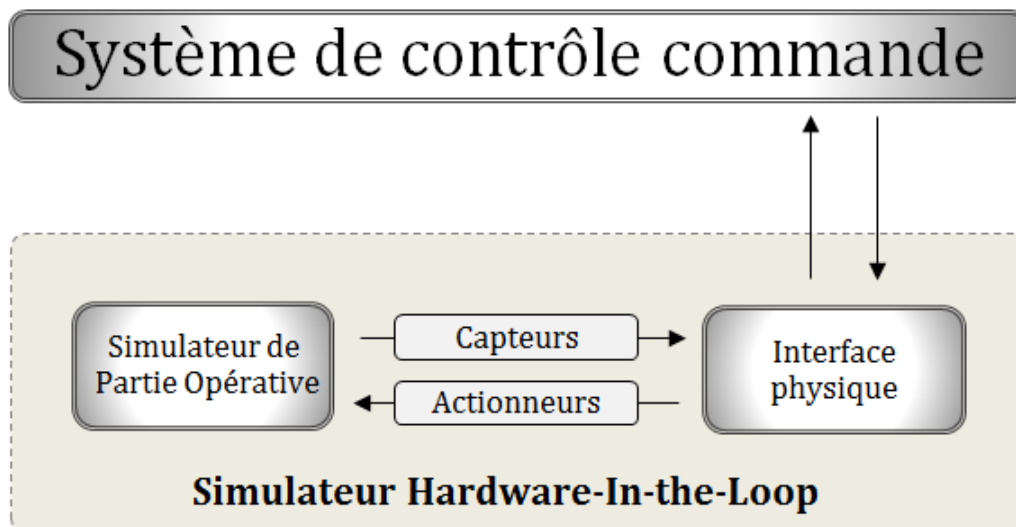 Système de contrôle commande
Simulateur de
Partie Opérative
Capteurs
Actionneurs
Interface
physique
Simulateur Hardware-In-the-Loop